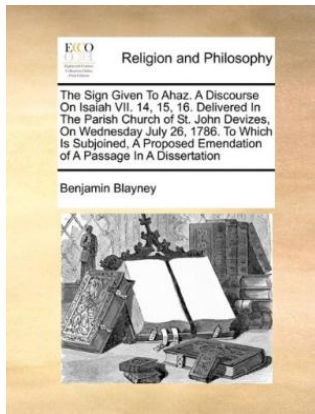 ECCO
Religion and Philosophy
The Sign Given To Ahaz. A Discourse
On Isaiah VII. 14, 15, 16. Delivered In
The Parish Church of St. John Devizes,
On Wednesday July 26, 1786. To Which
Is Subjoined, A Proposed Emendation
of A Passage In A Dissertation
Benjamin Blayney